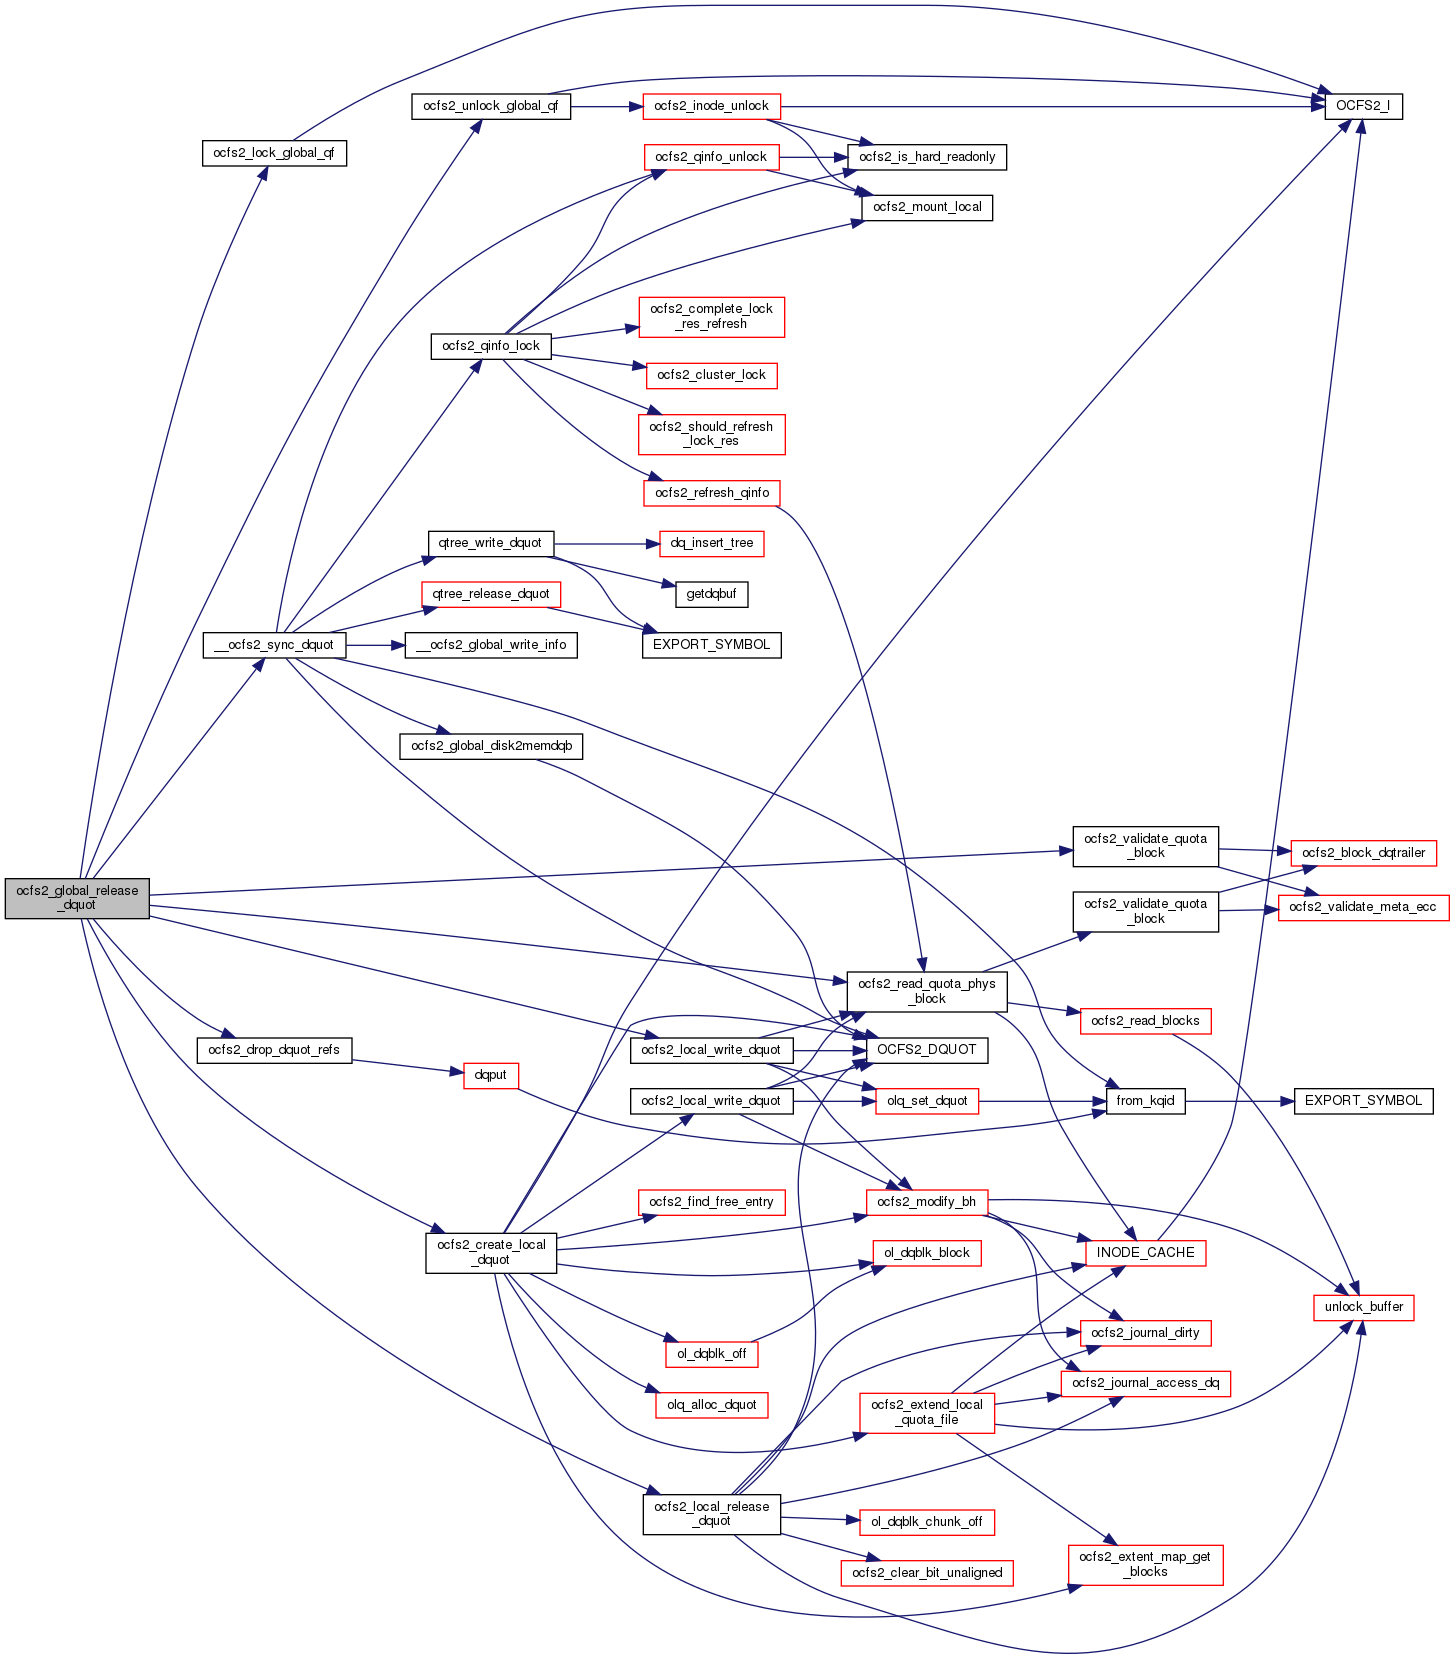 ocfs2_global_release
_dquot
ocfs2_lock_global_qf
ocfs2_unlock_global_qf
ocfs2_inode_unlock
OCFS2_I
ocfs2_qinfo_unlock
ocfs2_is_hard_readonly
ocfs2_mount_local
ocfs2_qinfo_lock
ocfs2_complete_lock
_res_refresh
ocfs2_cluster_lock
ocfs2_should_refresh
_lock_res
ocfs2_refresh_qinfo
qtree_write_dquot
dq_insert_tree
qtree_release_dquot
getdqbuf
__ocfs2_sync_dquot
__ocfs2_global_write_info
EXPORT_SYMBOL
ocfs2_global_disk2memdqb
ocfs2_validate_quota
_block
ocfs2_block_dqtrailer
ocfs2_validate_quota
_block
ocfs2_validate_meta_ecc
ocfs2_read_quota_phys
_block
ocfs2_read_blocks
ocfs2_drop_dquot_refs
dqput
ocfs2_local_write_dquot
OCFS2_DQUOT
ocfs2_local_write_dquot
olq_set_dquot
from_kqid
EXPORT_SYMBOL
ocfs2_find_free_entry
ocfs2_modify_bh
ocfs2_create_local
_dquot
ol_dqblk_block
INODE_CACHE
unlock_buffer
ol_dqblk_off
ocfs2_journal_dirty
olq_alloc_dquot
ocfs2_extend_local
_quota_file
ocfs2_journal_access_dq
ocfs2_local_release
_dquot
ol_dqblk_chunk_off
ocfs2_clear_bit_unaligned
ocfs2_extent_map_get
_blocks